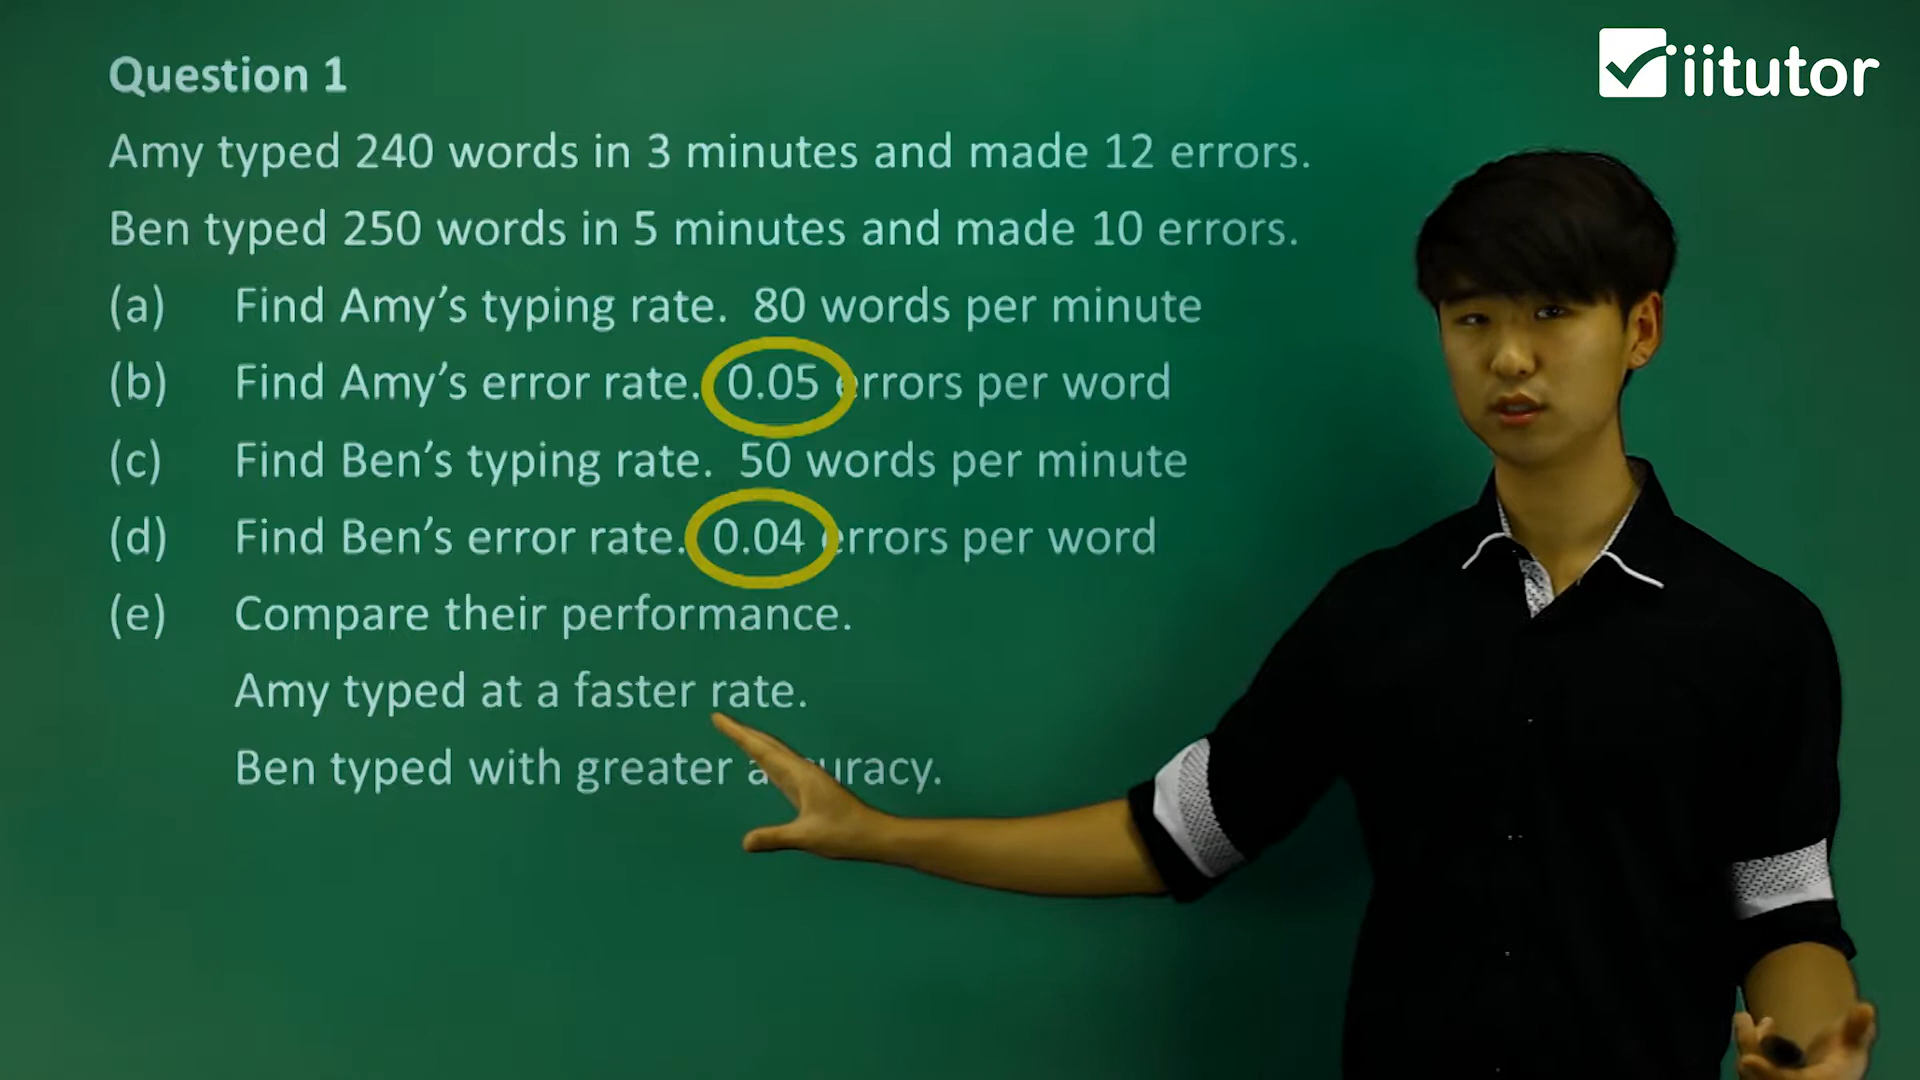 Question 1
iitutor
Amy typed 240 words in 3 minutes and made 12 errors.
Ben typed 250 words in 5 minutes and made 10 errors.
(a) Find Amy’s typing rate. 80 words per minute
(b) Find Amy’s error rate. 0.05 errors per word
(c) Find Ben’s typing rate. 50 words per minute
(d) Find Ben’s error rate. 0.04 errors per word
(e) Compare their performance.
Amy typed at a faster rate.
Ben typed with greater accuracy.